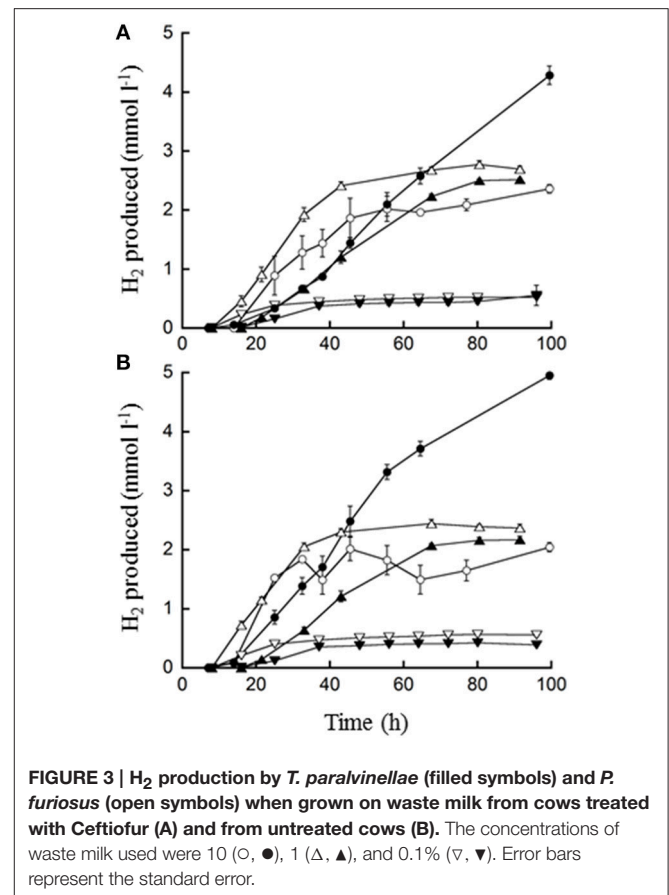 A
5
4
3
2
1
0
H₂ produced (mmol l⁻¹)
0 20 40 60 80 100
B
5
4
3
2
1
0
H₂ produced (mmol l⁻¹)
0 20 40 60 80 100
Time (h)
FIGURE 3 | H₂ production by T. paralvinellae (filled symbols) and P.
furiosus (open symbols) when grown on waste milk from cows treated
with Ceftiofur (A) and from untreated cows (B). The concentrations of
waste milk used were 10 (○, ●), 1 (△, ▲), and 0.1% (▽, ▼). Error bars
represent the standard error.